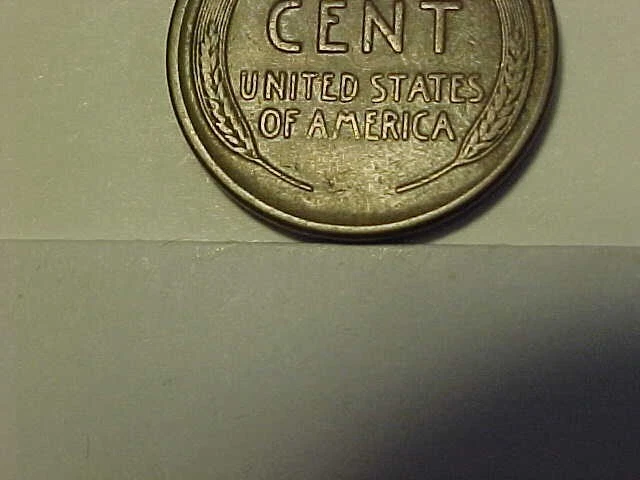 CENT
UNITED STATES
OF AMERICA